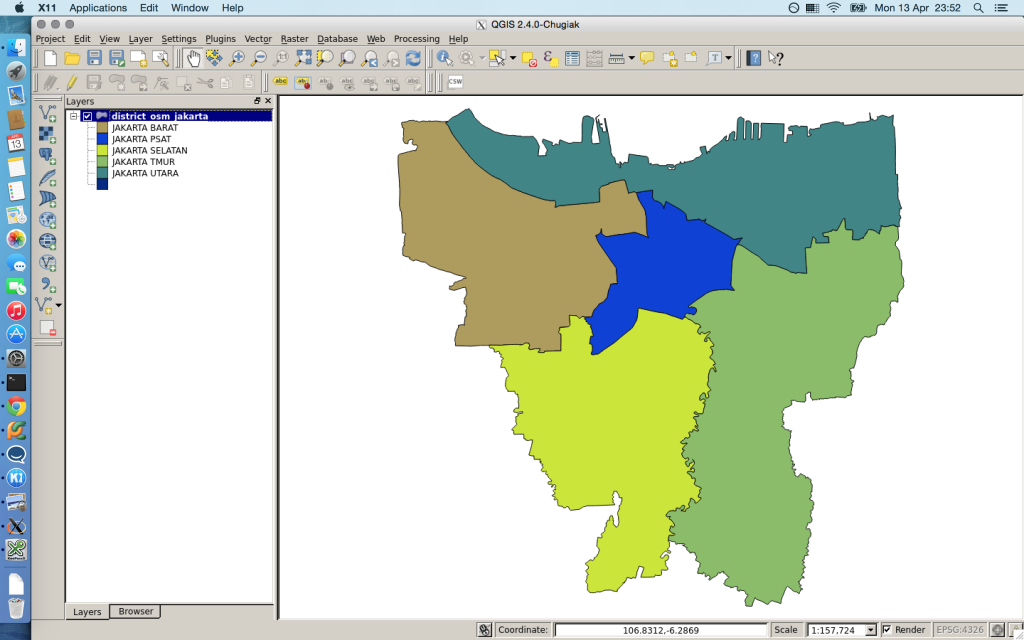 X11 Applications Edit Window Help Mon 13 Apr 23:52
QGIS 2.4.0-Chugiak
Project Edit View Layer Settings Plugins Vector Raster Database Web Processing Help
CSW
Layers
district_osm_jakarta
JAKARTA BARAT
JAKARTA PSAT
JAKARTA SELATAN
JAKARTA TMUR
JAKARTA UTARA
Layers Browser
Coordinate: 106.8312,-6.2869 Scale 1:157,724 Render EPSG:4326